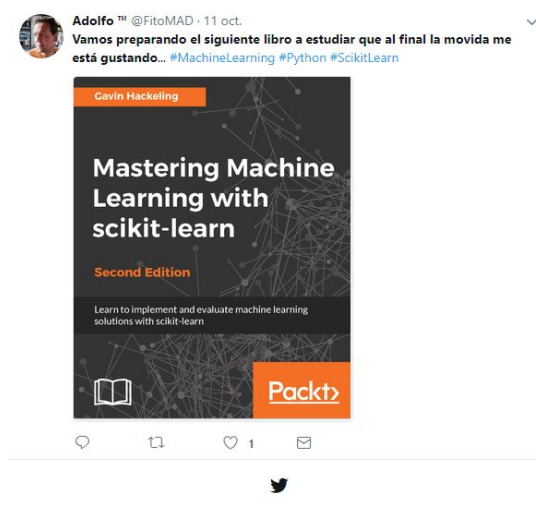 Adolfo ™ @FitoMAD · 11 oct.
Vamos preparando el siguiente libro a estudiar que al final la movida me
está gustando... #MachineLearning #Python #ScikitLearn
Gavin Hackeling
Mastering Machine
Learning with
scikit-learn
Second Edition
Learn to implement and evaluate machine learning
solutions with scikit-learn
Packt>
1